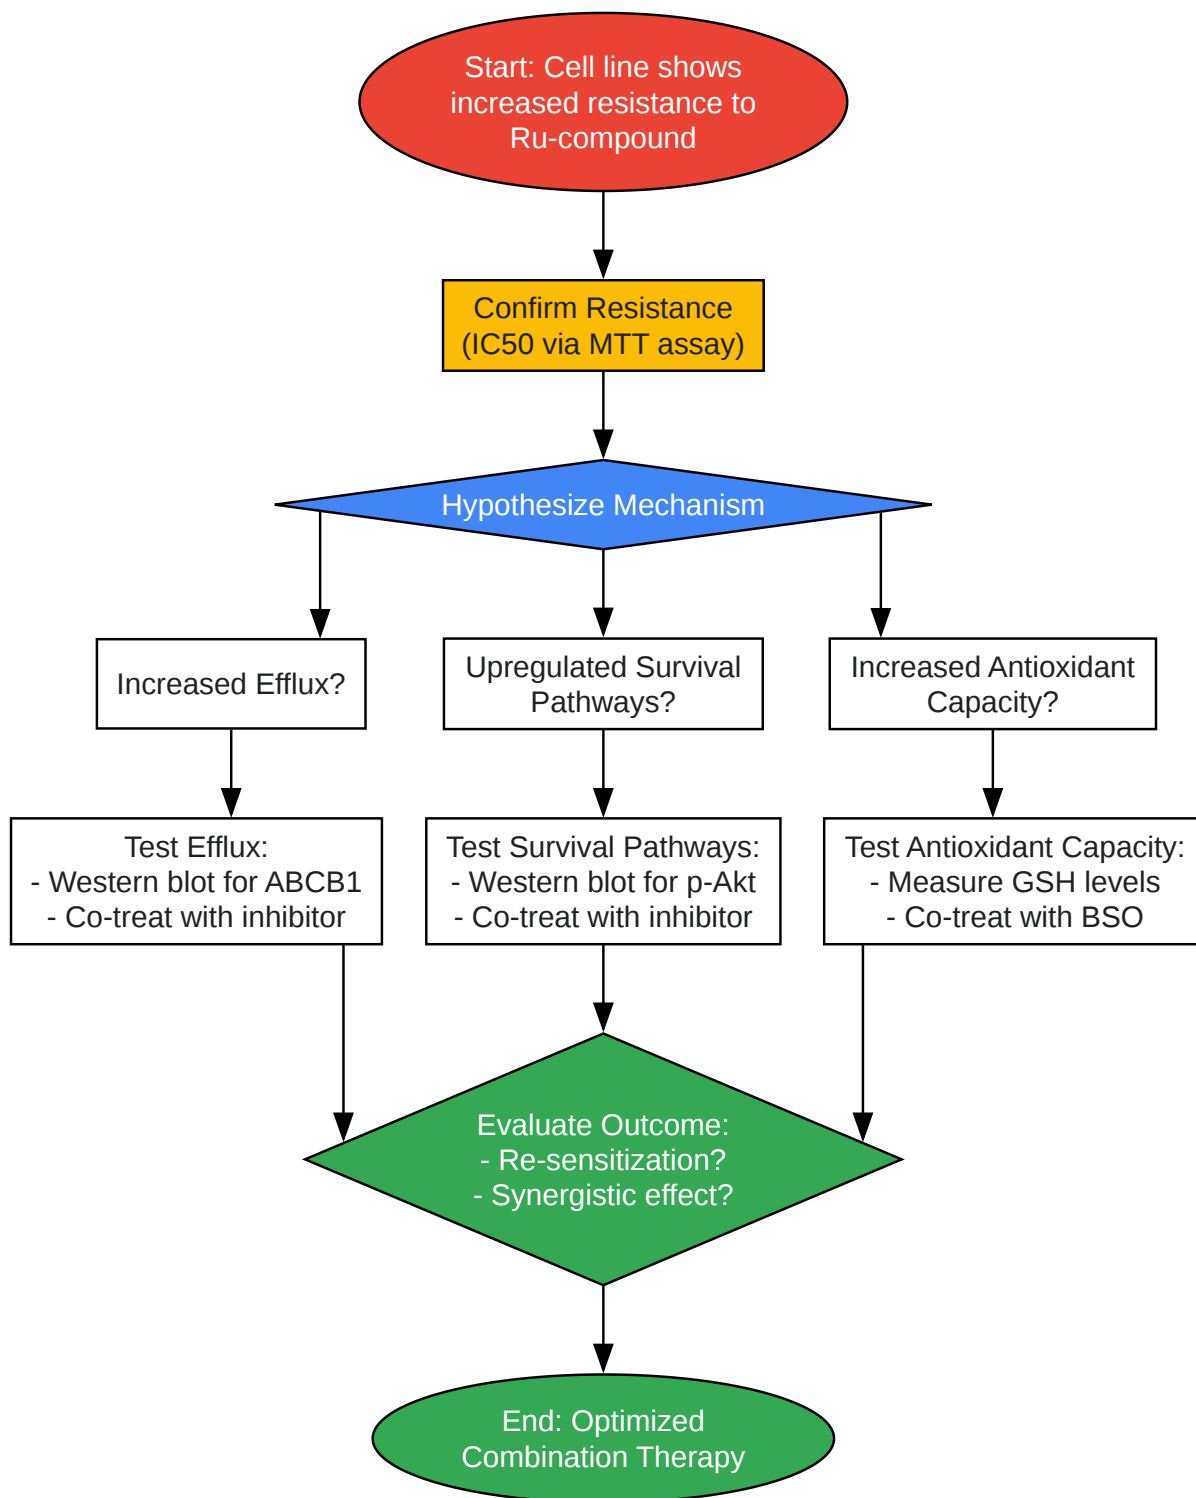 Start: Cell line shows
increased resistance to
Ru-compound
Confirm Resistance
(IC50 via MTT assay)
Hypothesize Mechanism
Increased Efflux?
Upregulated Survival
Pathways?
Increased Antioxidant
Capacity?
Test Efflux:
- Western blot for ABCB1
- Co-treat with inhibitor
Test Survival Pathways:
- Western blot for p-Akt
- Co-treat with inhibitor
Test Antioxidant Capacity:
- Measure GSH levels
- Co-treat with BSO
Evaluate Outcome:
- Re-sensitization?
- Synergistic effect?
End: Optimized
Combination Therapy